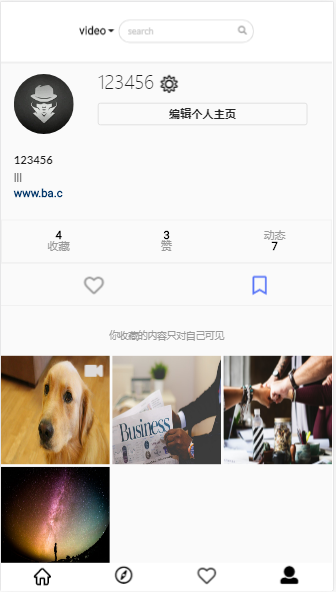 video
search
123456
编辑个人主页
123456
|||
www.ba.c
4
收藏
3
赞
动态
7
你收藏的内容只对自己可见
Business